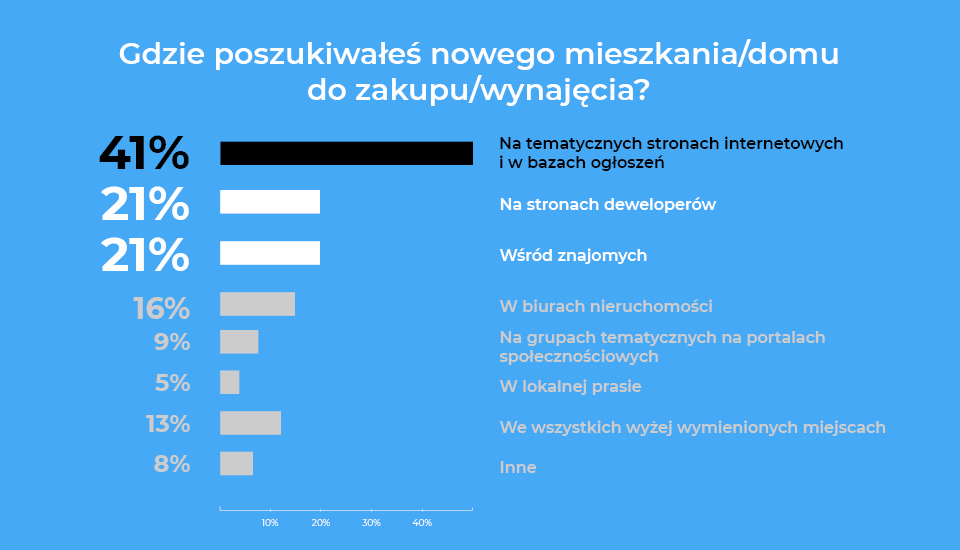 Gdzie poszukiwałeś nowego mieszkania/domu
do zakupu/wynajęcia?
41%
Na tematycznych stronach internetowych
i w bazach ogłoszeń
21%
Na stronach deweloperów
21%
Wśród znajomych
16%
W biurach nieruchomości
9%
Na grupach tematycznych na portalach
społecznościowych
5%
W lokalnej prasie
13%
We wszystkich wyżej wymienionych miejscach
8%
Inne
10% 20% 30% 40%